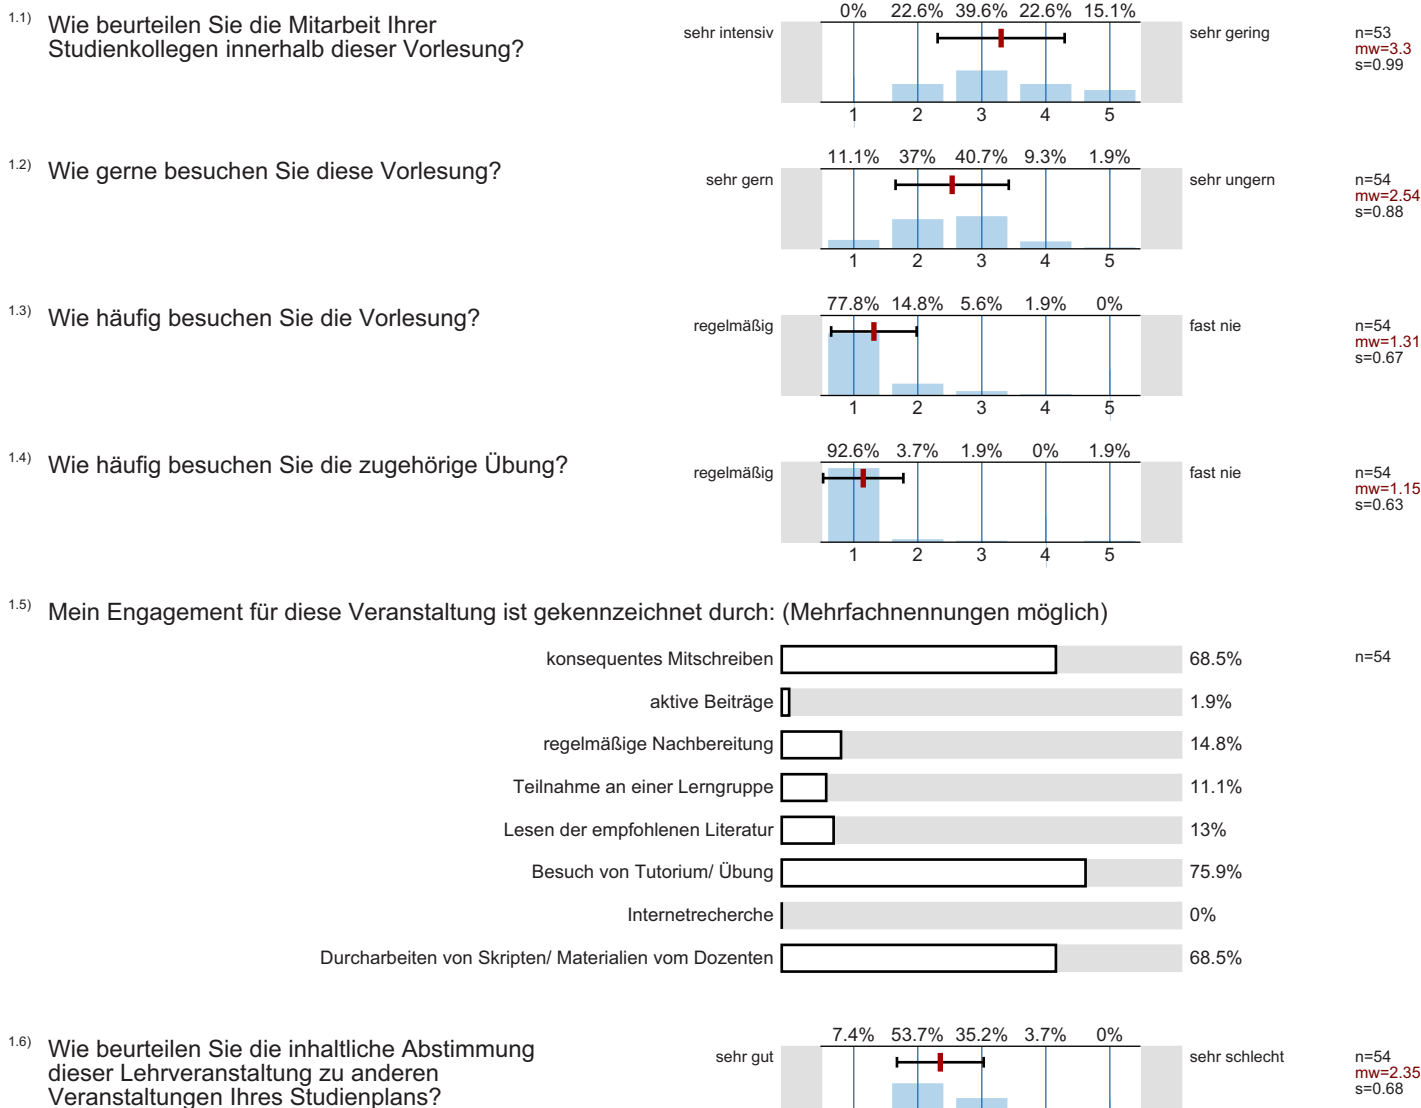 1.1) Wie beurteilen Sie die Mitarbeit Ihrer
Studienkollegen innerhalb dieser Vorlesung?
0% 22.6% 39.6% 22.6% 15.1%
sehr intensiv
sehr gering
n=53
mw=3.3
s=0.99
1 2 3 4 5
1.2) Wie gerne besuchen Sie diese Vorlesung?
11.1% 37% 40.7% 9.3% 1.9%
sehr gern
sehr ungern
n=54
mw=2.54
s=0.88
1 2 3 4 5
1.3) Wie häufig besuchen Sie die Vorlesung?
77.8% 14.8% 5.6% 1.9% 0%
regelmäßig
fast nie
n=54
mw=1.31
s=0.67
1 2 3 4 5
1.4) Wie häufig besuchen Sie die zugehörige Übung?
92.6% 3.7% 1.9% 0% 1.9%
regelmäßig
fast nie
n=54
mw=1.15
s=0.63
1 2 3 4 5
1.5) Mein Engagement für diese Veranstaltung ist gekennzeichnet durch: (Mehrfachnennungen möglich)
konsequentes Mitschreiben 68.5% n=54
aktive Beiträge 1.9%
regelmäßige Nachbereitung 14.8%
Teilnahme an einer Lerngruppe 11.1%
Lesen der empfohlenen Literatur 13%
Besuch von Tutorium/ Übung 75.9%
Internetrecherche 0%
Durcharbeiten von Skripten/ Materialien vom Dozenten 68.5%
1.6) Wie beurteilen Sie die inhaltliche Abstimmung
dieser Lehrveranstaltung zu anderen
Veranstaltungen Ihres Studienplans?
7.4% 53.7% 35.2% 3.7% 0%
sehr gut
sehr schlecht
n=54
mw=2.35
s=0.68